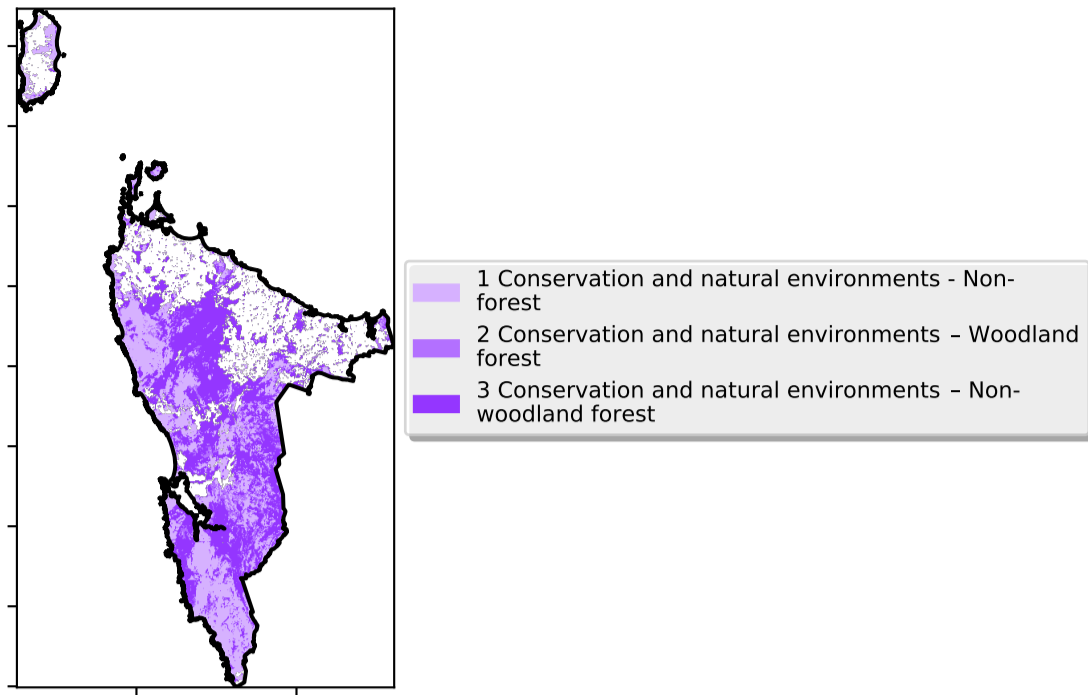 1 Conservation and natural environments - Non-
forest
2 Conservation and natural environments – Woodland
forest
3 Conservation and natural environments – Non-
woodland forest